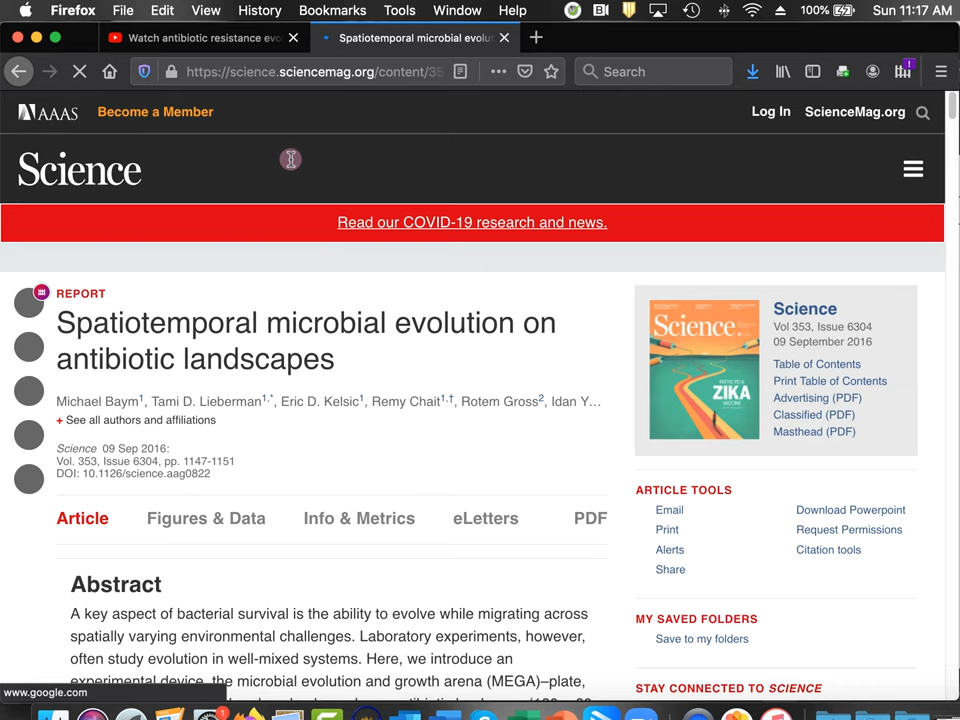 Firefox File Edit View History Bookmarks Tools Window Help 100% Sun 11:17 AM
Watch antibiotic resistance evo
Spatiotemporal microbial evolut
https://science.sciencemag.org/content/35
Search
AAAS Become a Member Log In ScienceMag.org
Science
Read our COVID-19 research and news.
REPORT
Spatiotemporal microbial evolution on
antibiotic landscapes
Michael Baym1, Tami D. Lieberman1,*, Eric D. Kelsic1, Remy Chait1,†, Rotem Gross2, Idan Y…
+ See all authors and affiliations
Science 09 Sep 2016:
Vol. 353, Issue 6304, pp. 1147-1151
DOI: 10.1126/science.aag0822
Article Figures & Data Info & Metrics eLetters PDF
Abstract
A key aspect of bacterial survival is the ability to evolve while migrating across
spatially varying environmental challenges. Laboratory experiments, however,
often study evolution in well-mixed systems. Here, we introduce an
experimental device, the microbial evolution and growth arena (MEGA)–plate,
www.google.com
Science
ZIKA
Science
Vol 353, Issue 6304
09 September 2016
Table of Contents
Print Table of Contents
Advertising (PDF)
Classified (PDF)
Masthead (PDF)
ARTICLE TOOLS
Email Download Powerpoint
Print Request Permissions
Alerts Citation tools
Share
MY SAVED FOLDERS
Save to my folders
STAY CONNECTED TO SCIENCE